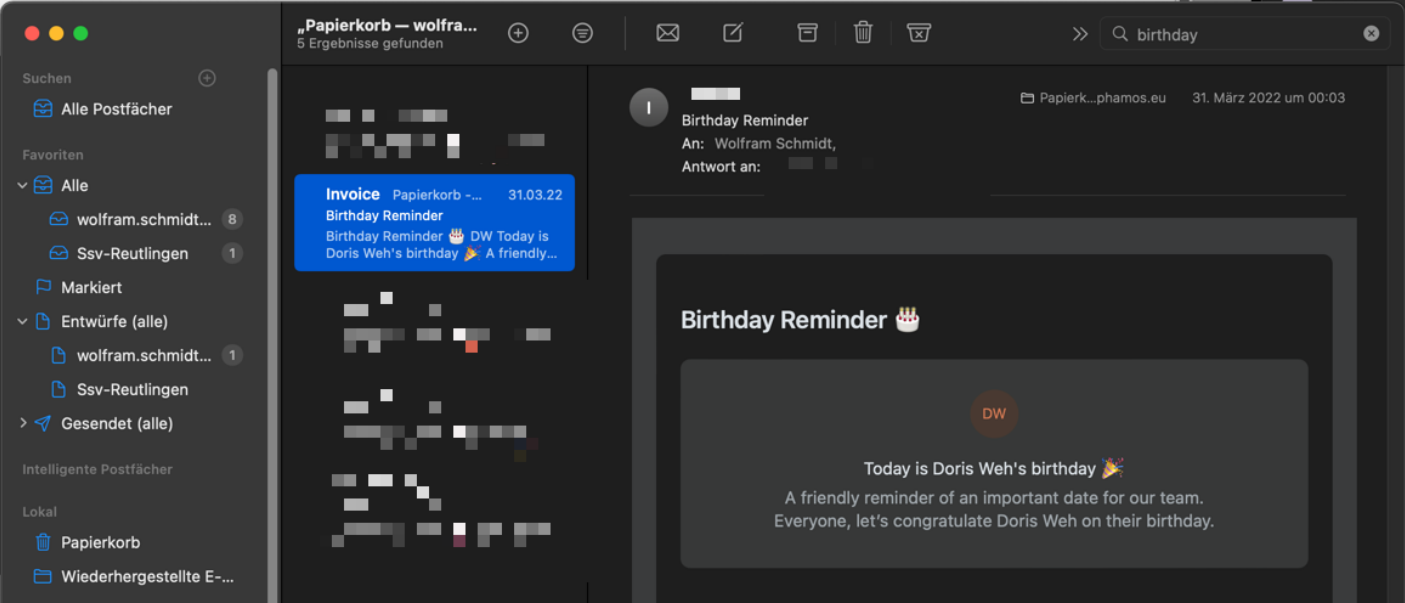 „Papierkorb — wolfra...
5 Ergebnisse gefunden
birthday
Suchen
Alle Postfächer
Favoriten
Alle
wolfram.schmidt... 8
Ssv-Reutlingen 1
Markiert
Entwürfe (alle)
wolfram.schmidt... 1
Ssv-Reutlingen
Gesendet (alle)
Intelligente Postfächer
Lokal
Papierkorb
Wiederhergestellte E-...
Invoice Papierkorb -... 31.03.22
Birthday Reminder
Birthday Reminder 🎂 DW Today is
Doris Weh's birthday 🎉 A friendly...
I
Papierk...phamos.eu 31. März 2022 um 00:03
Birthday Reminder
An: Wolfram Schmidt,
Antwort an:
Birthday Reminder 🎂
DW
Today is Doris Weh's birthday 🎉
A friendly reminder of an important date for our team.
Everyone, let’s congratulate Doris Weh on their birthday.